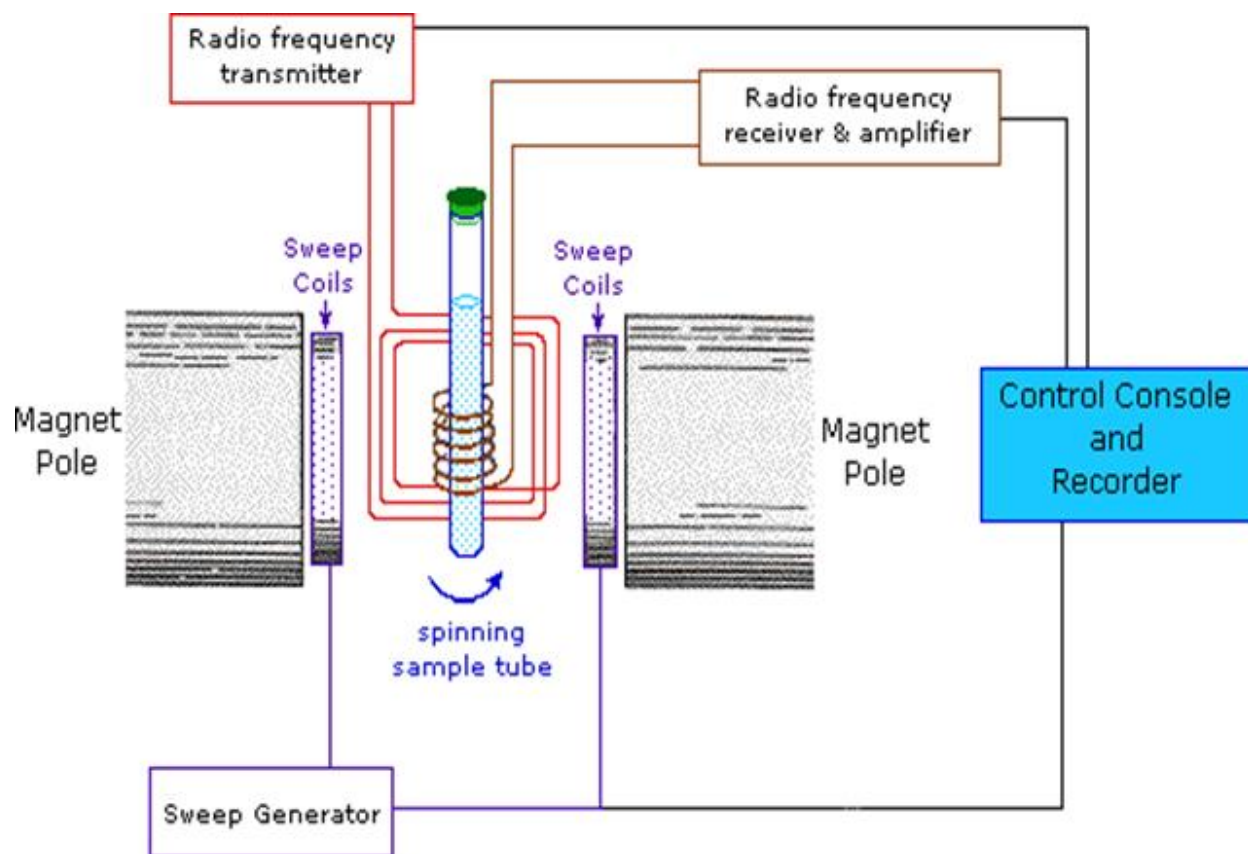 Radio frequency
transmitter
Radio frequency
receiver & amplifier
Sweep
Coils
Sweep
Coils
Magnet
Pole
Magnet
Pole
Control Console
and
Recorder
spinning
sample tube
Sweep Generator